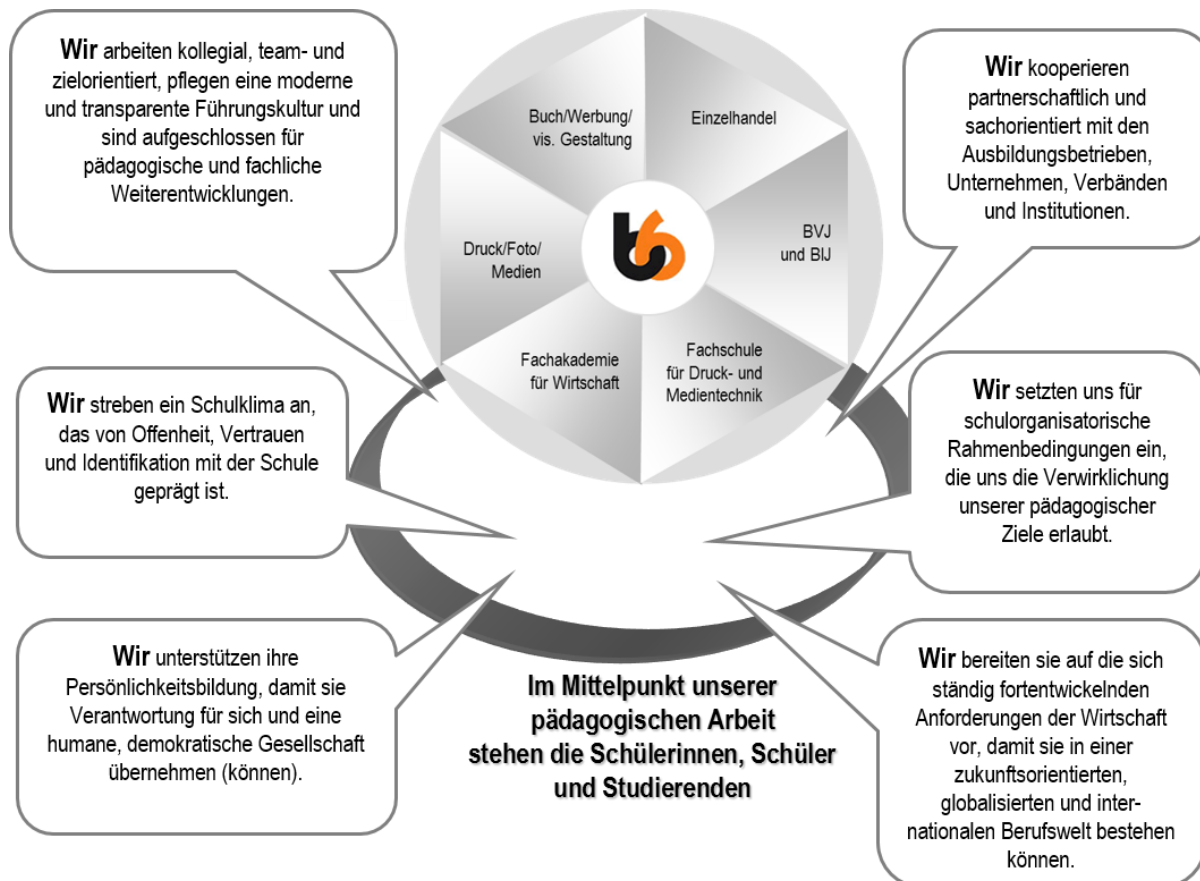 Wir arbeiten kollegial, team- und
zielorientiert, pflegen eine moderne
und transparente Führungskultur und
sind aufgeschlossen für
pädagogische und fachliche
Weiterentwicklungen.
Buch/Werbung/
vis. Gestaltung
Einzelhandel
Druck/Foto/
Medien
b6
BVJ
und BIJ
Fachakademie
für Wirtschaft
Fachschule
für Druck- und
Medientechnik
Wir kooperieren
partnerschaftlich und
sachorientiert mit den
Ausbildungsbetrieben,
Unternehmen, Verbänden
und Institutionen.
Wir streben ein Schulklima an,
das von Offenheit, Vertrauen
und Identifikation mit der Schule
geprägt ist.
Wir setzten uns für
schulorganisatorische
Rahmenbedingungen ein,
die uns die Verwirklichung
unserer pädagogischer
Ziele erlaubt.
Wir unterstützen ihre
Persönlichkeitsbildung, damit sie
Verantwortung für sich und eine
humane, demokratische Gesellschaft
übernehmen (können).
Im Mittelpunkt unserer
pädagogischen Arbeit
stehen die Schülerinnen, Schüler
und Studierenden
Wir bereiten sie auf die sich
ständig fortentwickelnden
Anforderungen der Wirtschaft
vor, damit sie in einer
zukunftsorientierten,
globalisierten und inter-
nationalen Berufswelt bestehen
können.